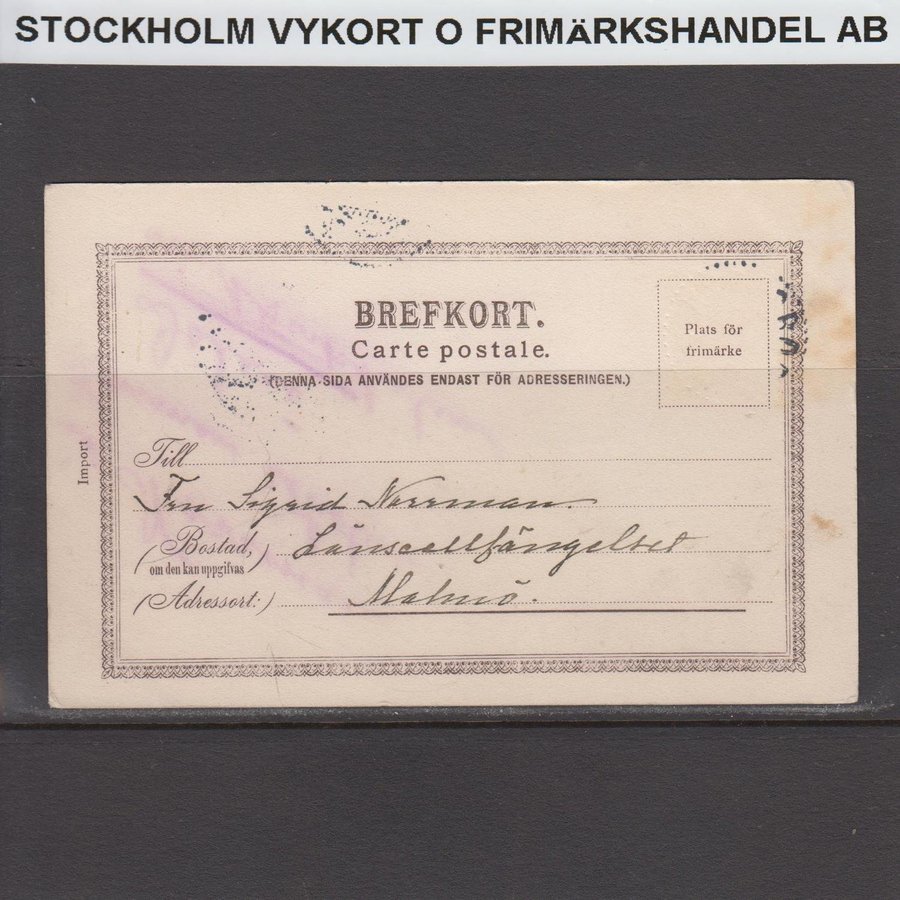 STOCKHOLM VYKORT O FRIMÄRKSHANDEL AB
BREFKORT.
Carte postale.
(DENNA SIDA ANVÄNDES ENDAST FÖR ADRESSERINGEN.)
Plats för
frimärke
Import
Till
Fru Sigrid Norrman.
(Bostad,) Länscellfängelset
om den kan uppgifvas
(Adressort:) Malmö.